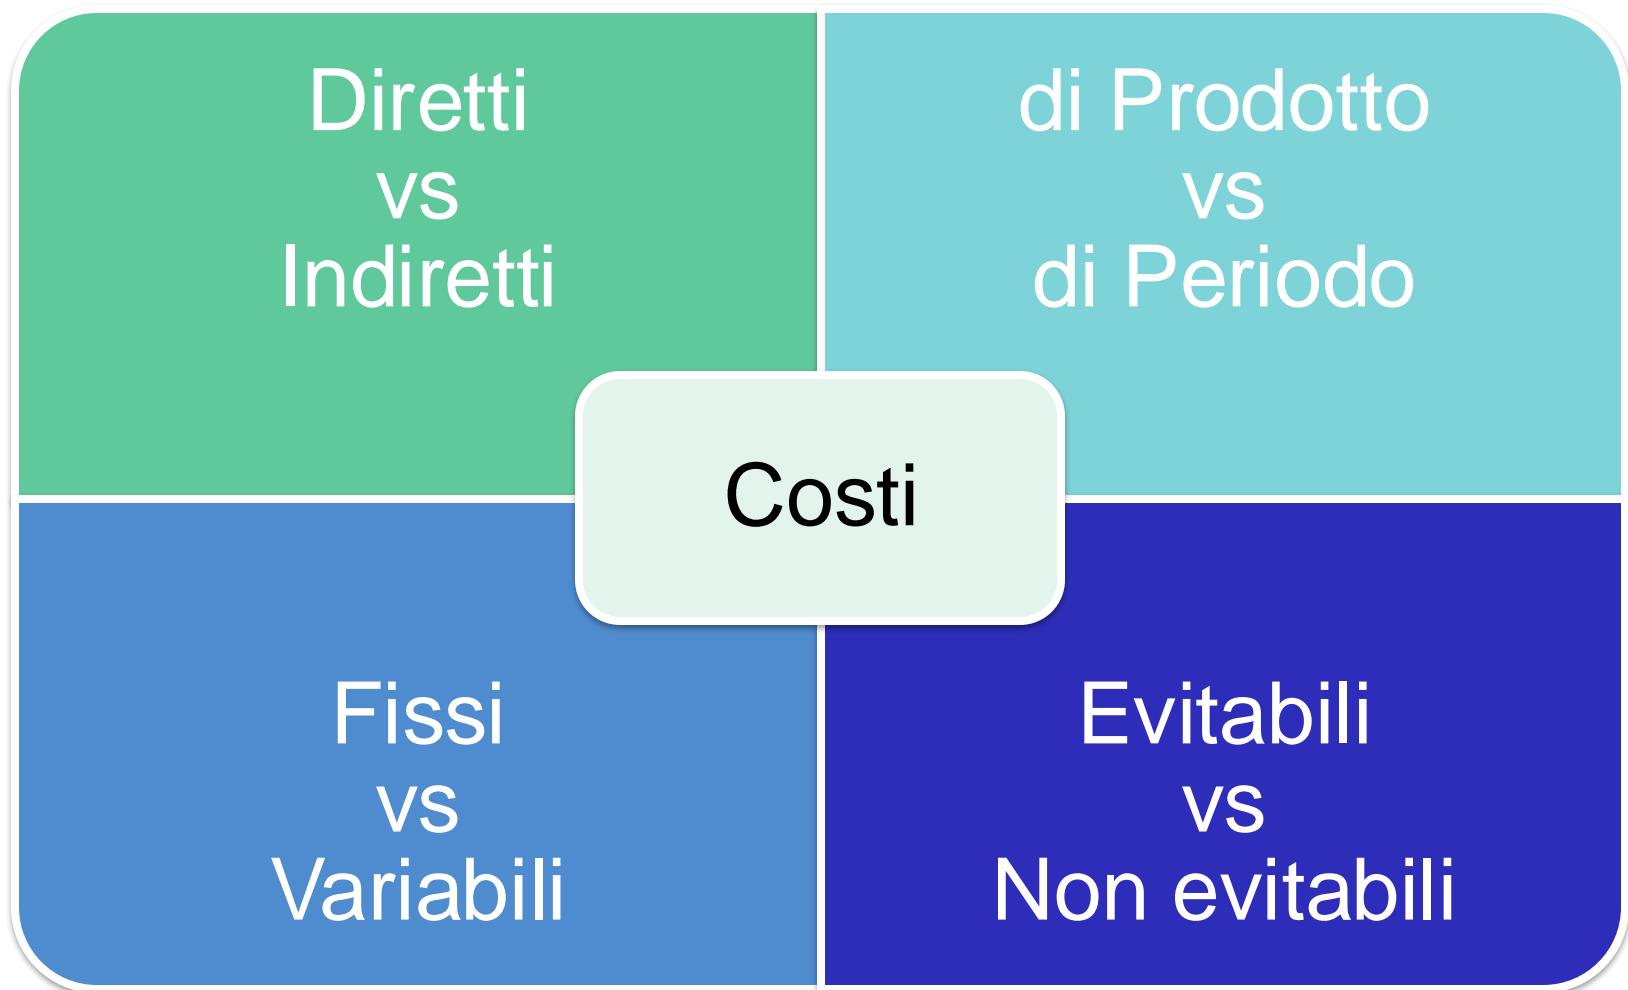 Diretti
vs
Indiretti
di Prodotto
vs
di Periodo
Costi
Fissi
vs
Variabili
Evitabili
vs
Non evitabili